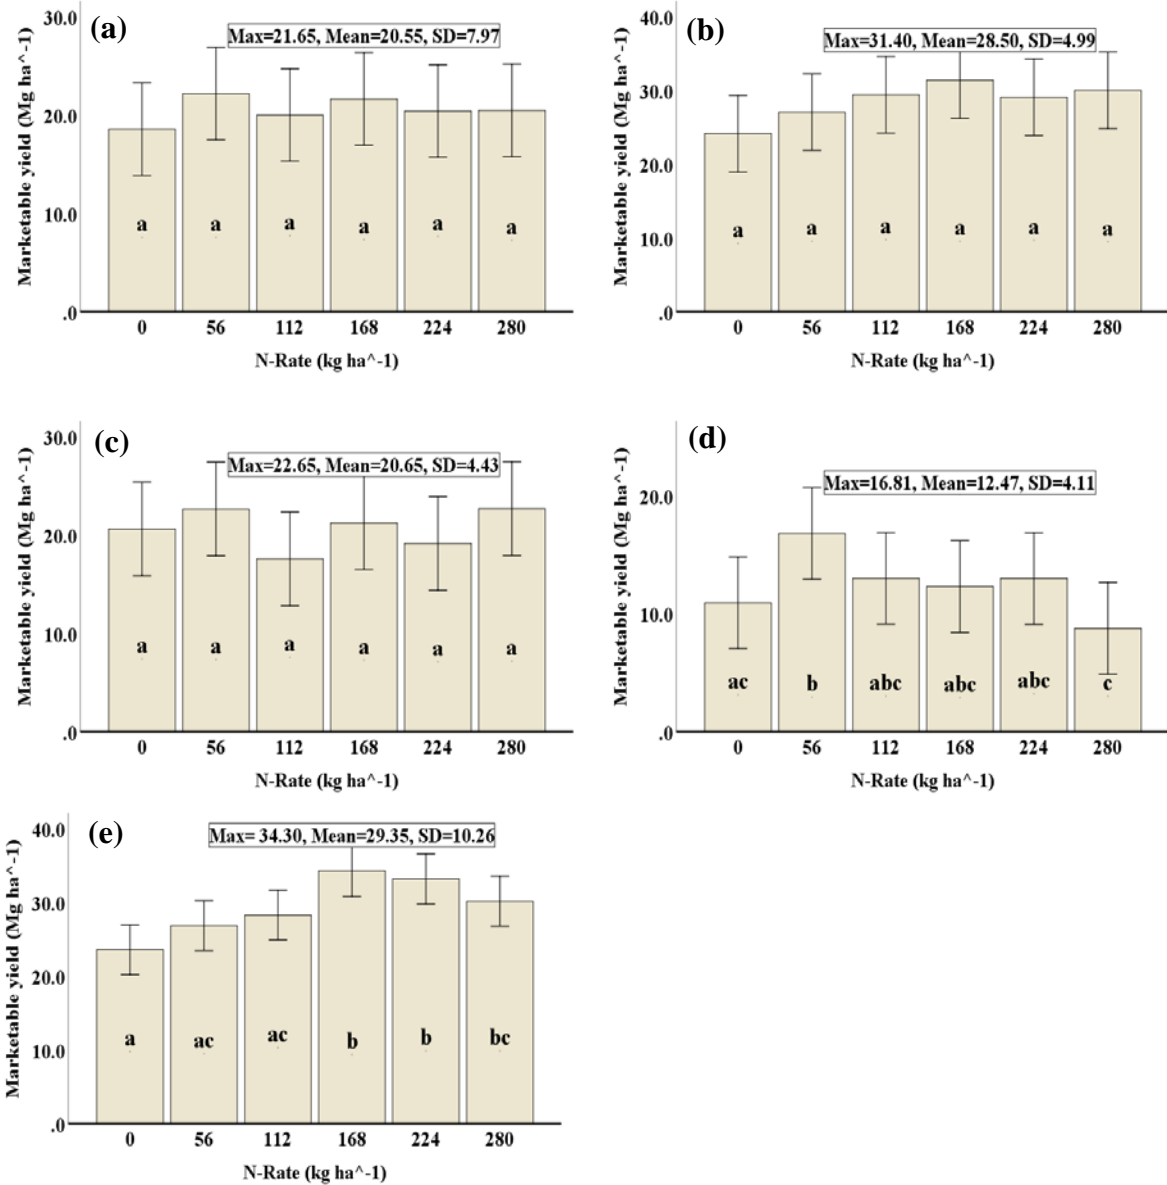 (a)
Max=21.65, Mean=20.55, SD=7.97
Marketable yield (Mg ha^-1)
30.0
20.0
10.0
.0
a a a a a a
0 56 112 168 224 280
N-Rate (kg ha^-1)
(b)
Max=31.40, Mean=28.50, SD=4.99
Marketable yield (Mg ha^-1)
40.0
30.0
20.0
10.0
.0
a a a a a a
0 56 112 168 224 280
N-Rate (kg ha^-1)
(c)
Max=22.65, Mean=20.65, SD=4.43
Marketable yield (Mg ha^-1)
30.0
20.0
10.0
.0
a a a a a a
0 56 112 168 224 280
N-Rate (kg ha^-1)
(d)
Max=16.81, Mean=12.47, SD=4.11
Marketable yield (Mg ha^-1)
20.0
10.0
.0
ac b abc abc abc c
0 56 112 168 224 280
N-Rate (kg ha^-1)
(e)
Max= 34.30, Mean=29.35, SD=10.26
Marketable yield (Mg ha^-1)
40.0
30.0
20.0
10.0
.0
a ac ac b b bc
0 56 112 168 224 280
N-Rate (kg ha^-1)